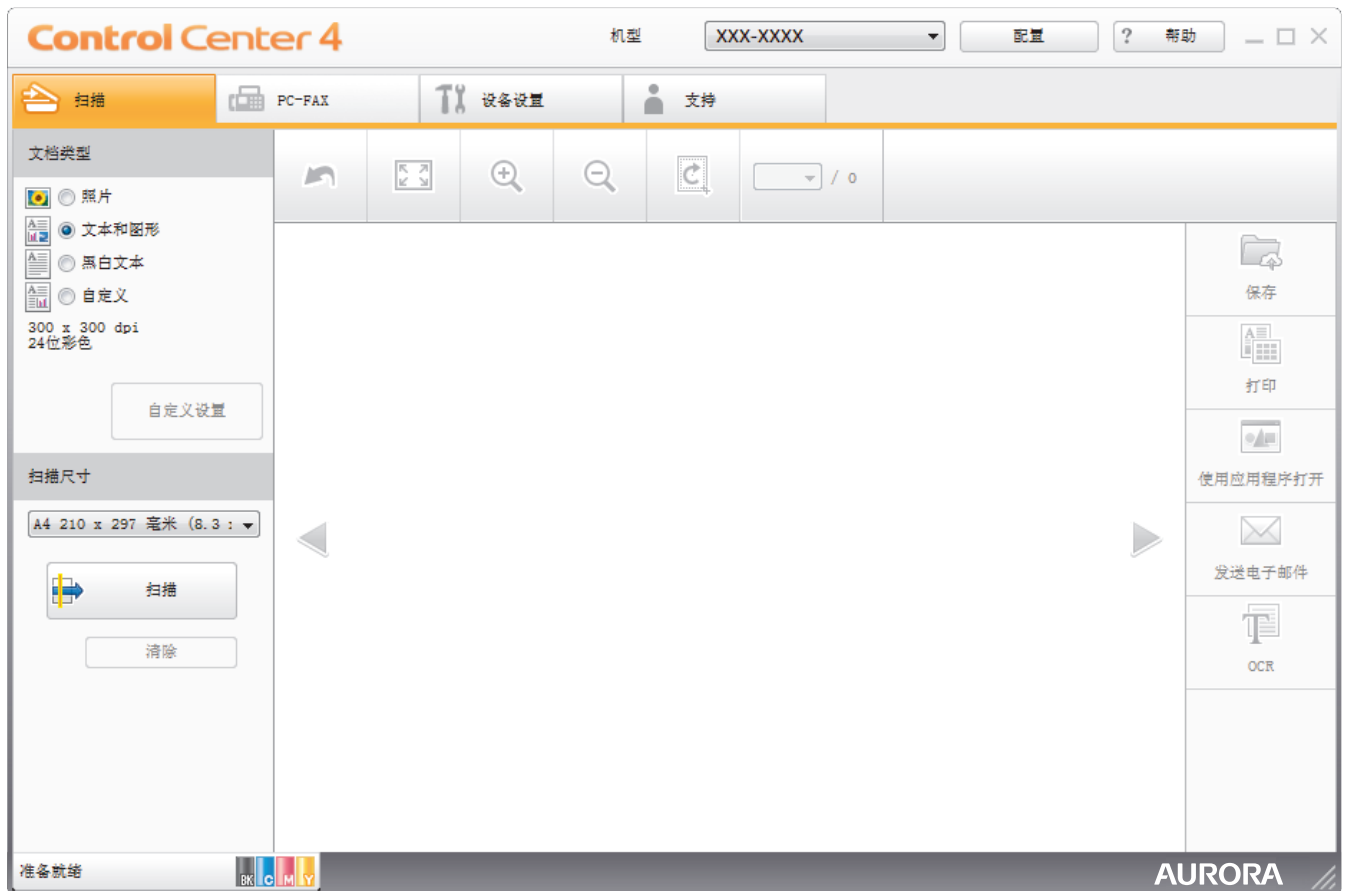 Control Center 4
机型
XXX-XXXX
配置
? 帮助
扫描
PC-FAX
设备设置
支持
文档类型
/ 0
照片
文本和图形
黑白文本
自定义
300 x 300 dpi
24位彩色
自定义设置
扫描尺寸
A4 210 x 297 毫米 (8.3 :
扫描
清除
保存
打印
使用应用程序打开
发送电子邮件
OCR
准备就绪
BK C M Y
AURORA